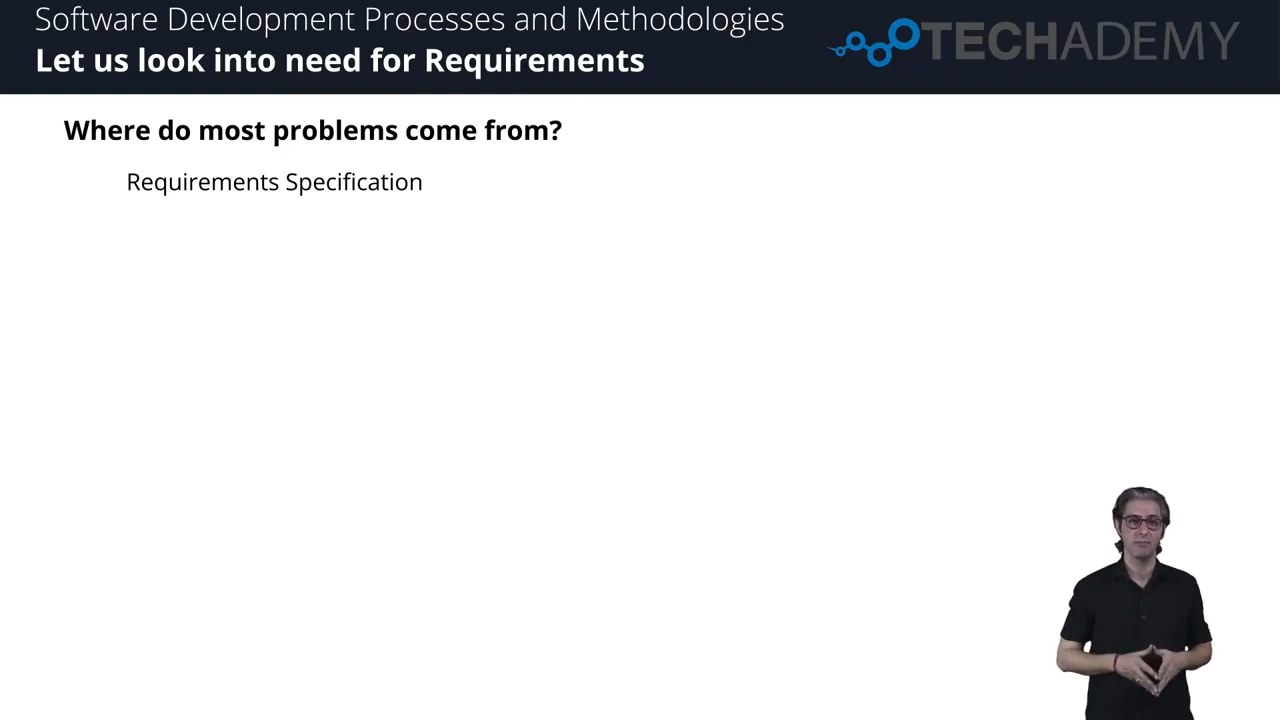 Software Development Processes and Methodologies
Let us look into need for Requirements
TECHADEMY
Where do most problems come from?
Requirements Specification